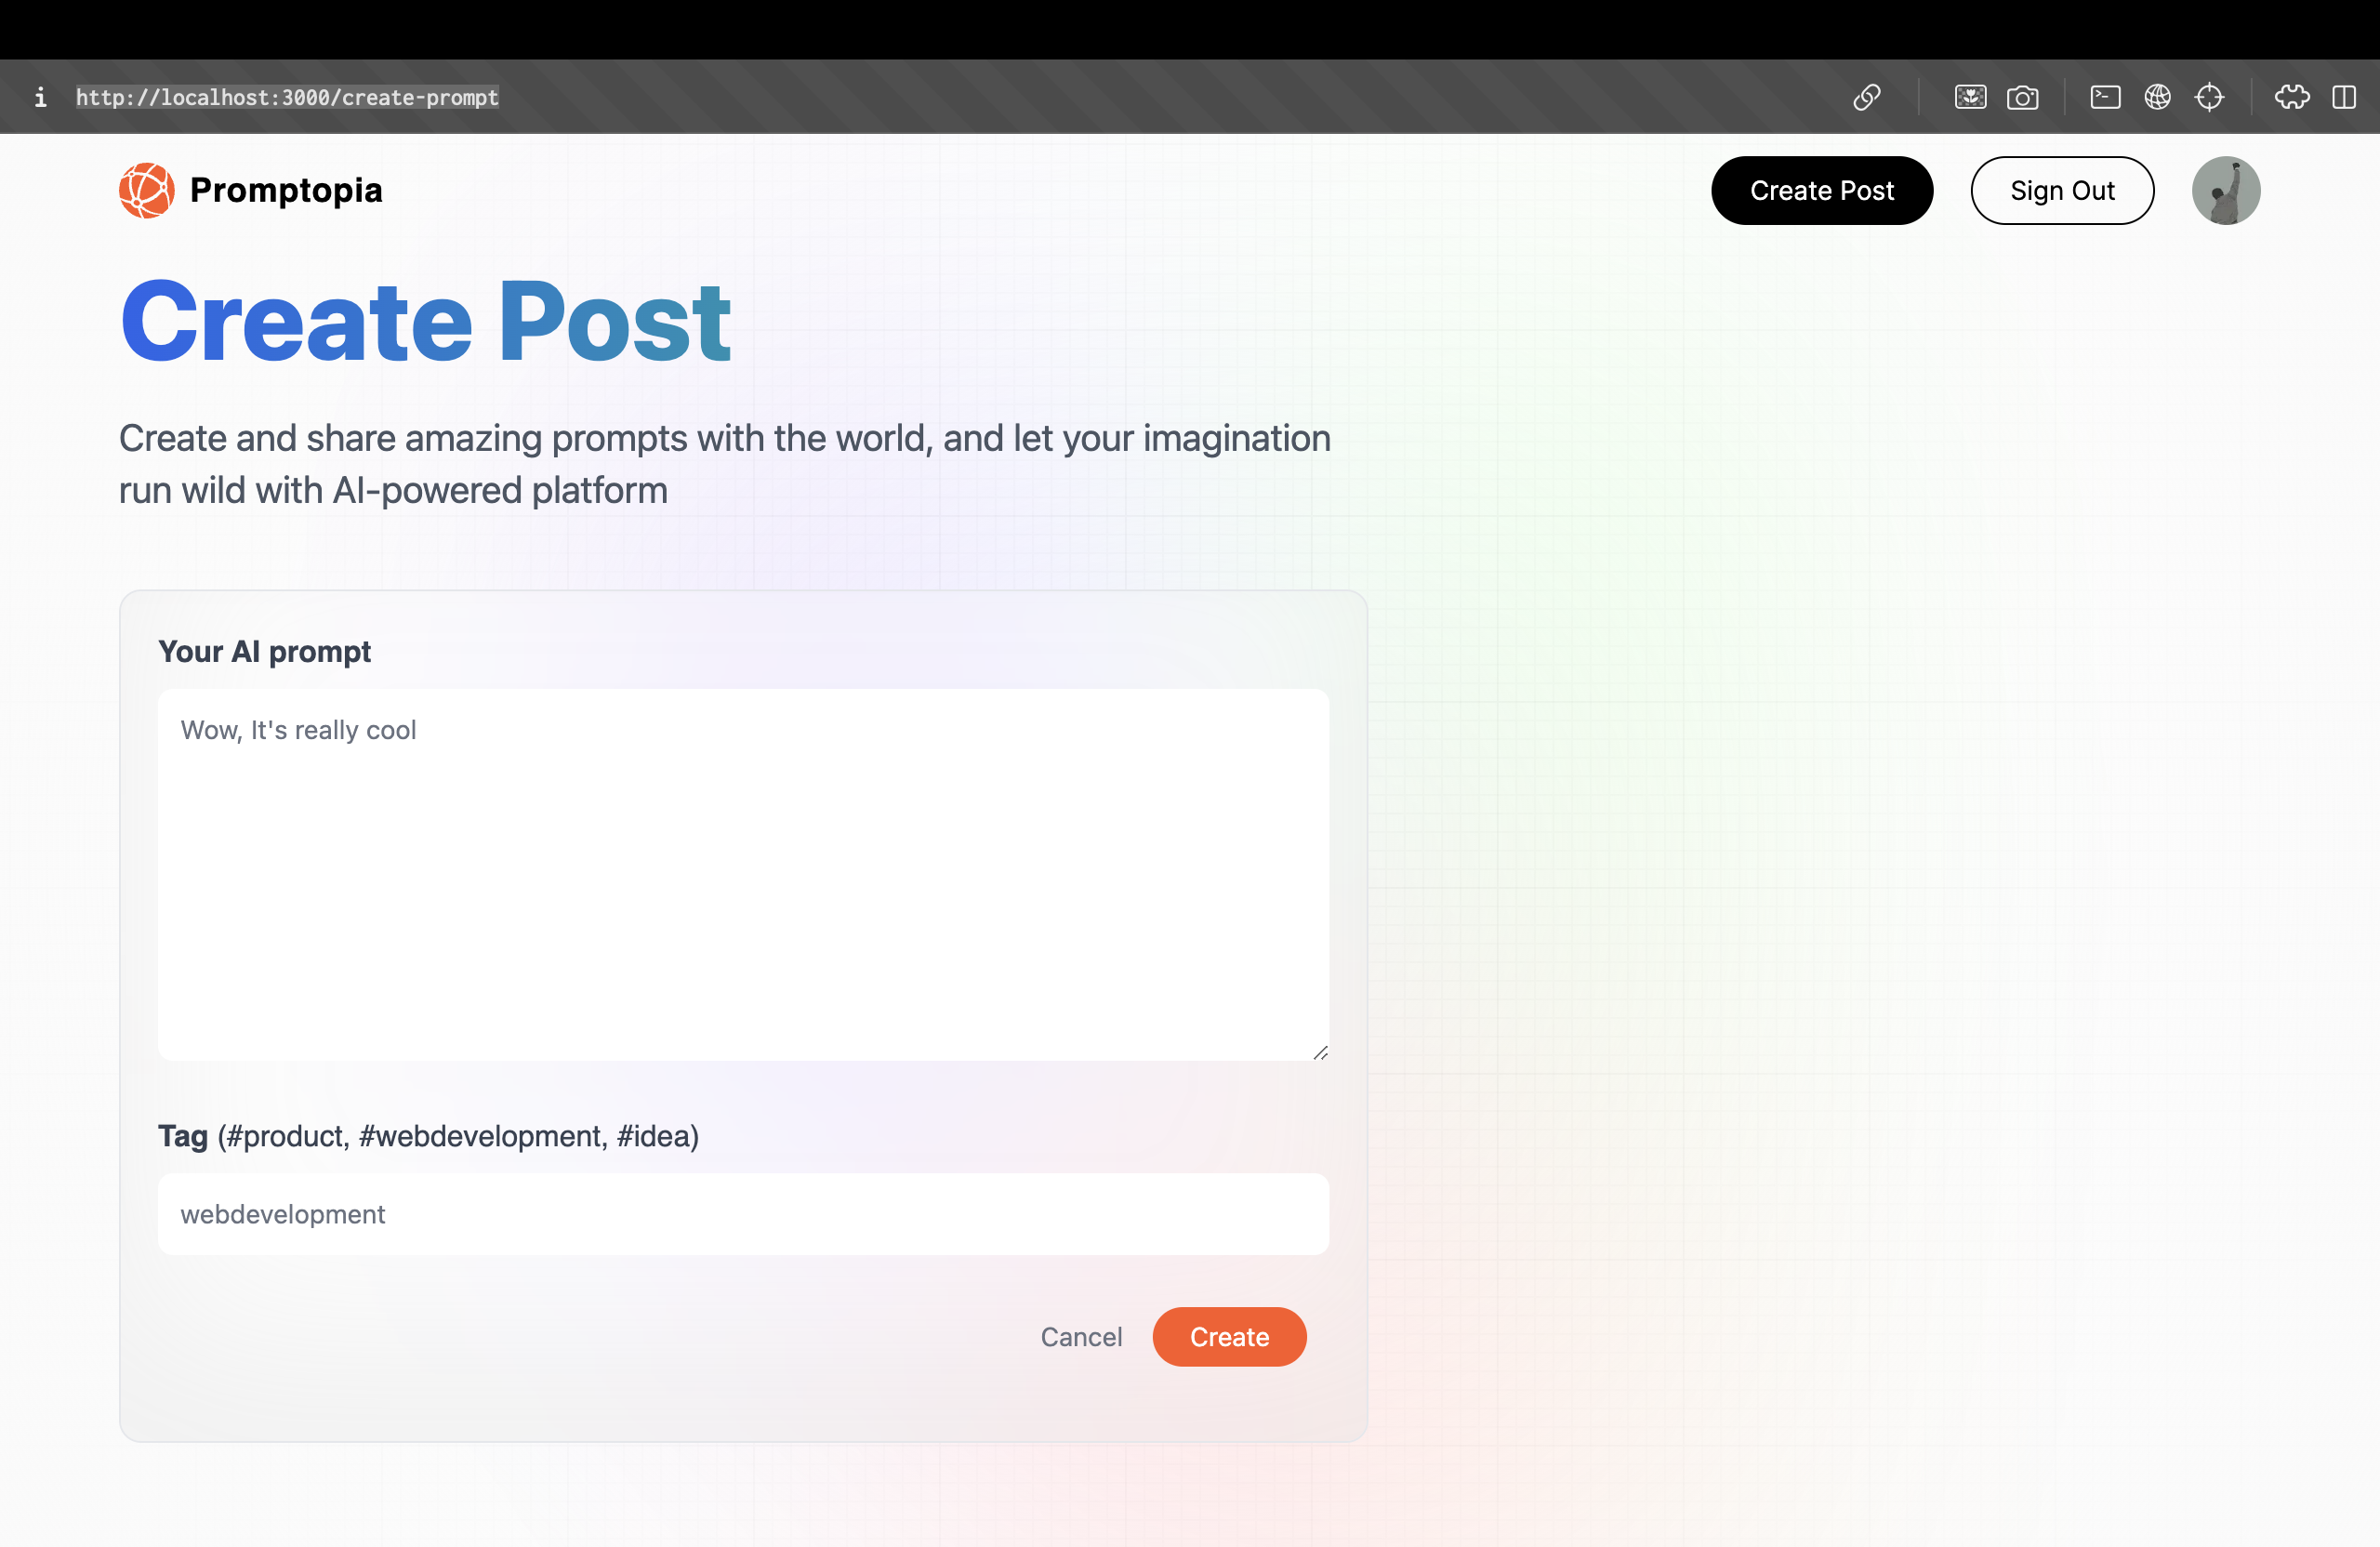 http://localhost:3000/create-prompt
Promptopia
Create Post
Sign Out
Create Post
Create and share amazing prompts with the world, and let your imagination
run wild with AI-powered platform
Your AI prompt
Wow, It's really cool
Tag (#product, #webdevelopment, #idea)
webdevelopment
Cancel
Create